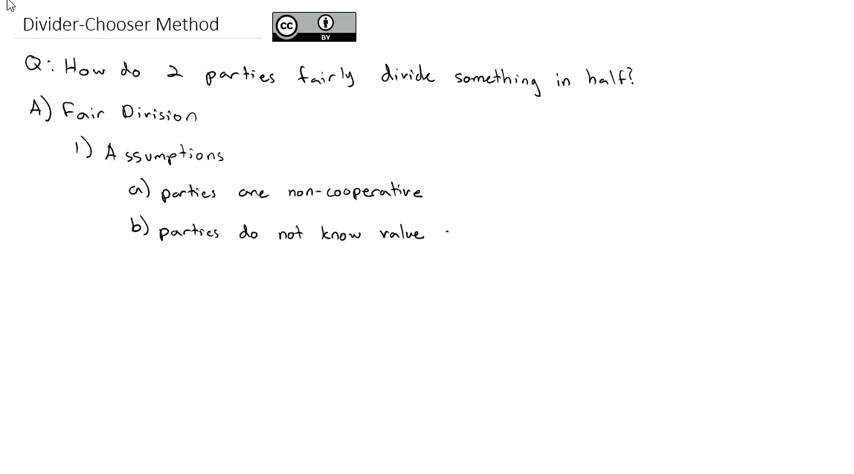 Divider-Chooser Method
CC BY
Q: How do 2 parties fairly divide something in half?
A) Fair Division
1) Assumptions
a) parties are non-cooperative
b) parties do not know value